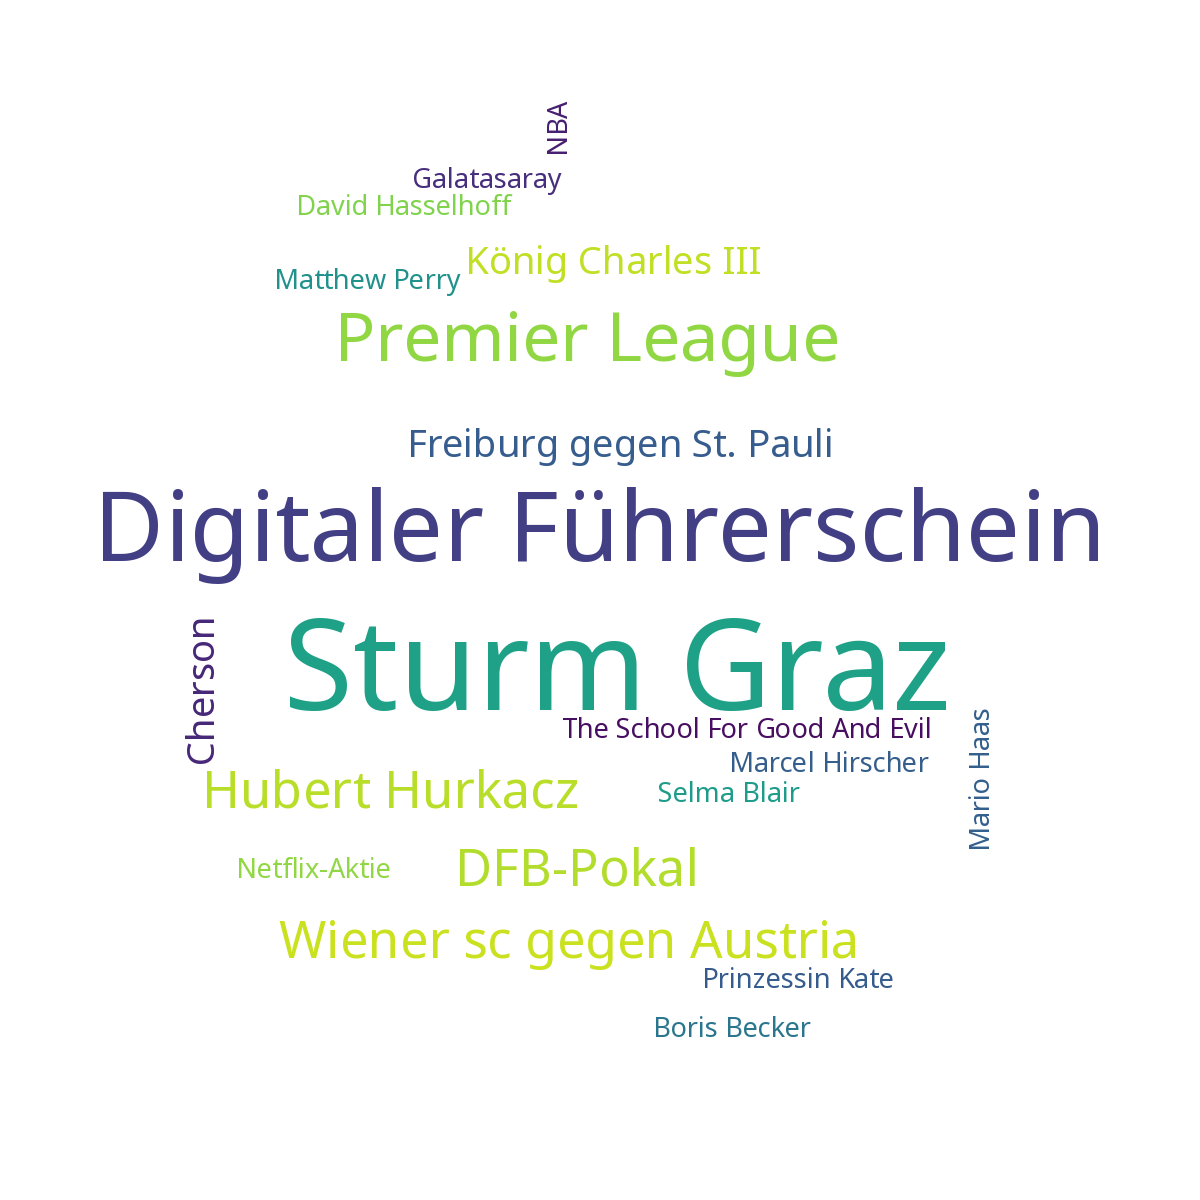 NBA
Galatasaray
David Hasselhoff
König Charles III
Matthew Perry
Premier League
Freiburg gegen St. Pauli
Digitaler Führerschein
Sturm Graz
Cherson
The School For Good And Evil
Mario Haas
Marcel Hirscher
Hubert Hurkacz
Selma Blair
Netflix-Aktie
DFB-Pokal
Wiener sc gegen Austria
Prinzessin Kate
Boris Becker